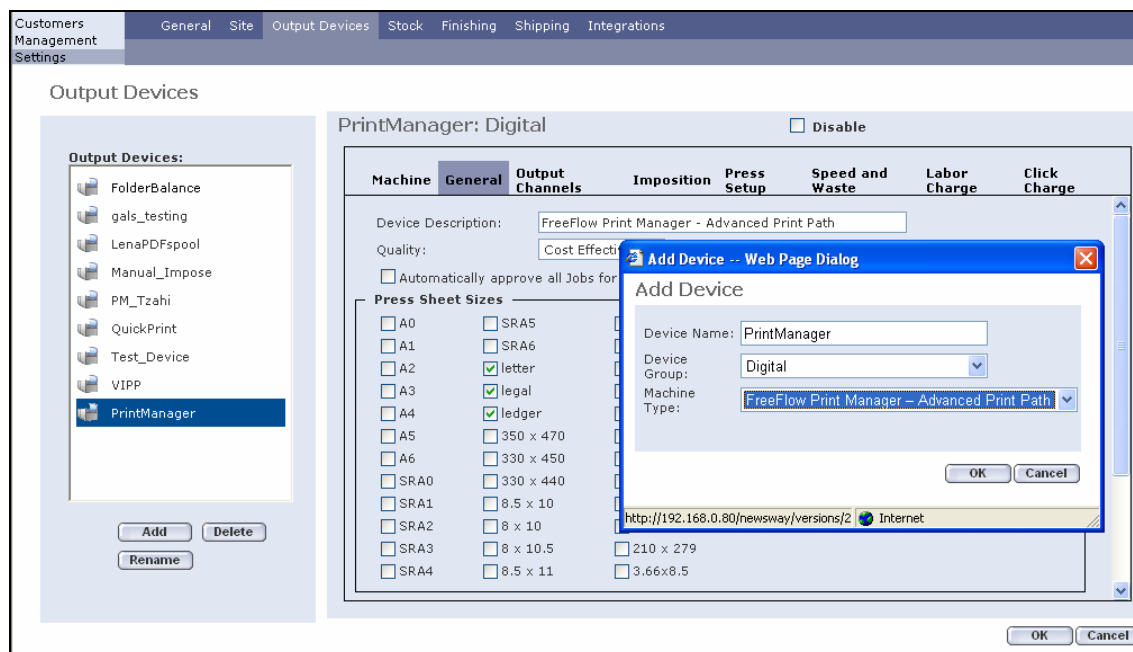 Customers
Management
Settings
General Site Output Devices Stock Finishing Shipping Integrations
Output Devices
Output Devices:
FolderBalance
gals_testing
LenaPDFspool
Manual_Impose
PM_Tzahi
QuickPrint
Test_Device
VIPP
PrintManager
Add Delete
Rename
PrintManager: Digital
Disable
Machine General Output Channels Imposition Press Setup Speed and Waste Labor Charge Click Charge
Device Description: FreeFlow Print Manager - Advanced Print Path
Quality: Cost Effecti
Automatically approve all Jobs for
Press Sheet Sizes
A0 SRA5
A1 SRA6
A2 letter
A3 legal
A4 ledger
A5 350 x 470
A6 330 x 450
SRA0 330 x 440
SRA1 8.5 x 10
SRA2 8 x 10
SRA3 8 x 10.5 210 x 279
SRA4 8.5 x 11 3.66x8.5
Add Device -- Web Page Dialog
Add Device
Device Name: PrintManager
Device Group: Digital
Machine Type: FreeFlow Print Manager – Advanced Print Path
OK Cancel
http://192.168.0.80/newsway/versions/2 Internet
OK Cancel